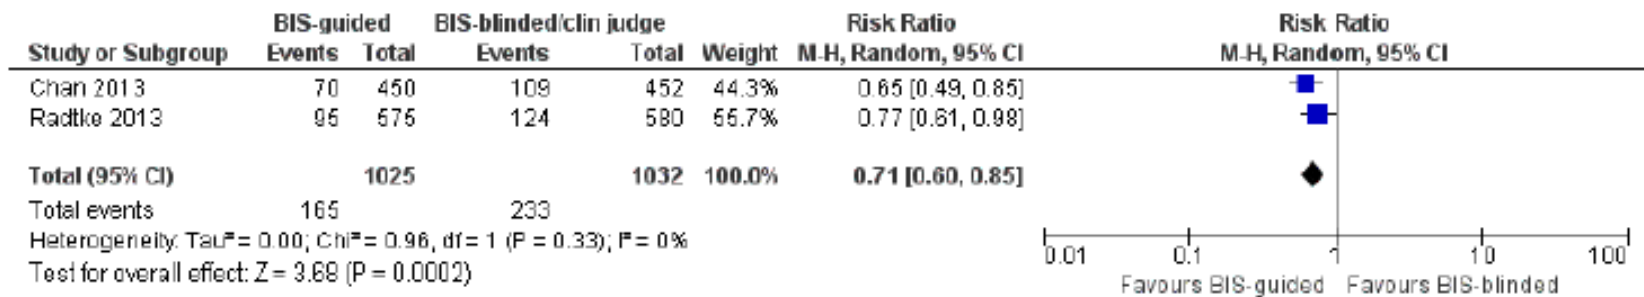 BIS-guided BIS-blinded/clin judge Risk Ratio Risk Ratio
Study or Subgroup Events Total Events Total Weight M-H, Random, 95% CI M-H, Random, 95% CI
Chan 2013 70 450 109 452 44.3% 0.65 [0.49, 0.85]
Radtke 2013 95 575 124 580 55.7% 0.77 [0.61, 0.98]
Total (95% CI) 1025 1032 100.0% 0.71 [0.60, 0.85]
Total events 165 233
Heterogeneity: Tau² = 0.00; Chi² = 0.96, df = 1 (P = 0.33); I² = 0%
Test for overall effect: Z = 3.68 (P = 0.0002)
0.01 0.1 1 10 100
Favours BIS-guided Favours BIS-blinded